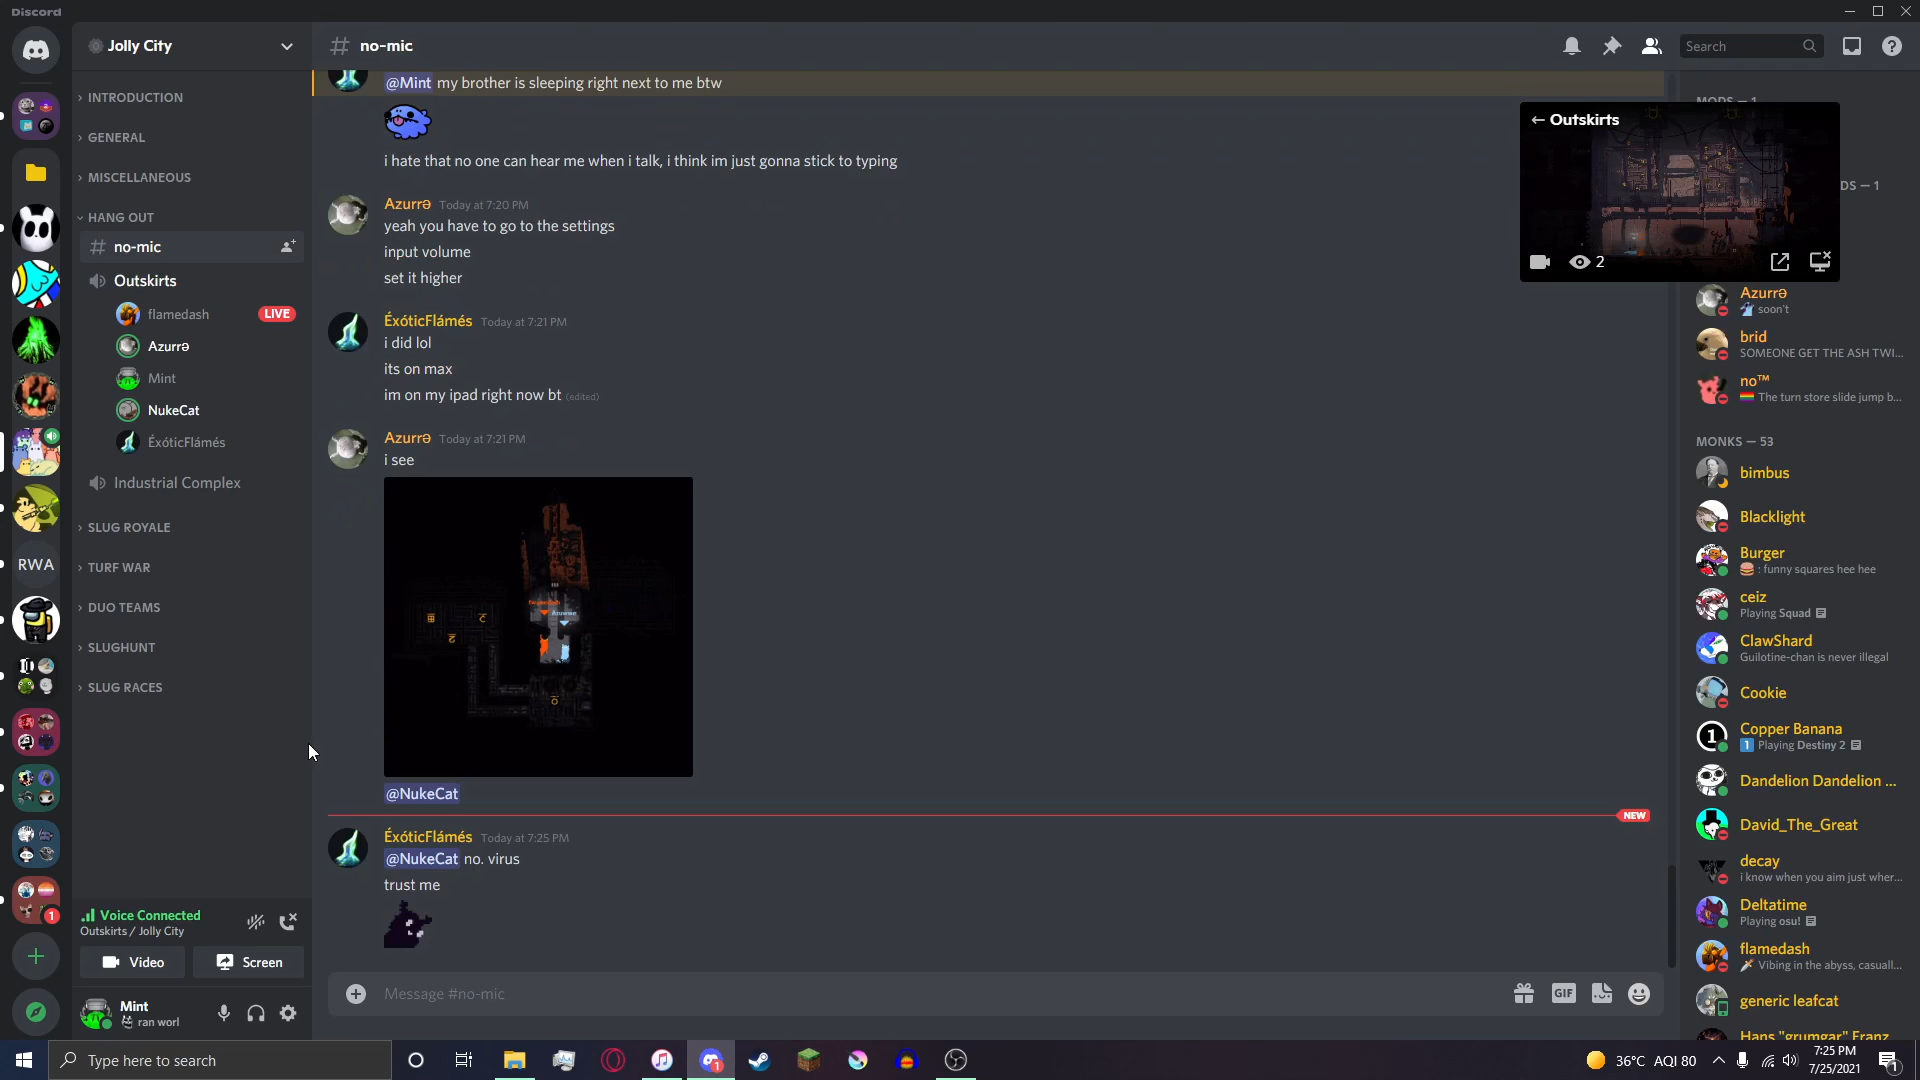 Discord
Jolly City
INTRODUCTION
GENERAL
MISCELLANEOUS
HANG OUT
no-mic
Outskirts
flamedash LIVE
Azurrə
Mint
NukeCat
ÉxóticFlámés
Industrial Complex
SLUG ROYALE
TURF WAR
DUO TEAMS
SLUGHUNT
SLUG RACES
RWA
1
Voice Connected
Outskirts / Jolly City
Video
Screen
Mint
ran worl
no-mic
Search
@Mint my brother is sleeping right next to me btw
i hate that no one can hear me when i talk, i think im just gonna stick to typing
Azurrə Today at 7:20 PM
yeah you have to go to the settings
input volume
set it higher
ÉxóticFlámés Today at 7:21 PM
i did lol
its on max
im on my ipad right now bt (edited)
Azurrə Today at 7:21 PM
i see
@NukeCat
NEW
ÉxóticFlámés Today at 7:25 PM
@NukeCat no. virus
trust me
Message #no-mic
GIF
MODS — 1
Outskirts
2
DS — 1
Azurrə
soon't
brid
SOMEONE GET THE ASH TWI...
no™
The turn store slide jump b...
MONKS — 53
bimbus
Blacklight
Burger
: funny squares hee hee
ceiz
Playing Squad
ClawShard
Guilotine-chan is never illegal
Cookie
Copper Banana
1 Playing Destiny 2
Dandelion Dandelion ...
David_The_Great
decay
i know when you aim just wher...
Deltatime
Playing osu!
flamedash
Vibing in the abyss, casuall...
generic leafcat
Hans "grumgar" Franz
Type here to search
1
36°C AQI 80
7:25 PM
7/25/2021
1